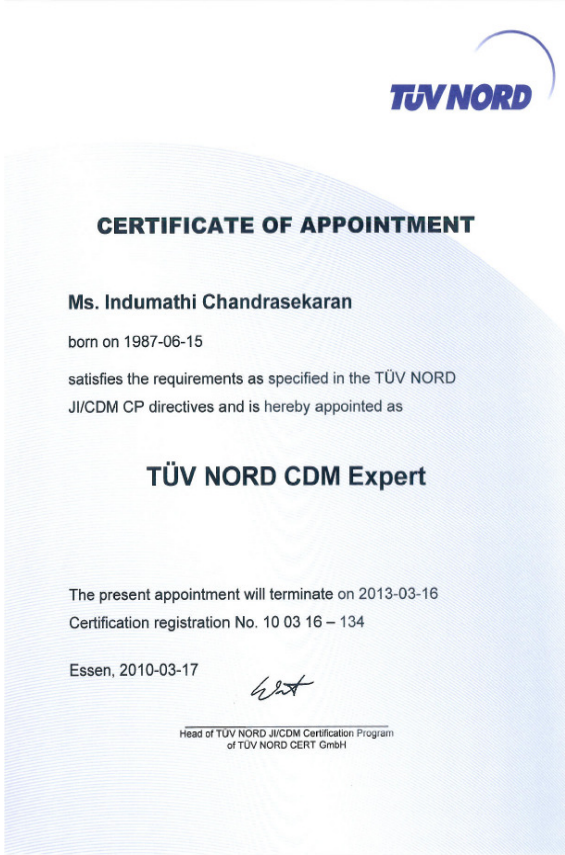 TÜV NORD
CERTIFICATE OF APPOINTMENT
Ms. Indumathi Chandrasekaran
born on 1987-06-15
satisfies the requirements as specified in the TÜV NORD
JI/CDM CP directives and is hereby appointed as
TÜV NORD CDM Expert
The present appointment will terminate on 2013-03-16
Certification registration No. 10 03 16 – 134
Essen, 2010-03-17
Head of TÜV NORD JI/CDM Certification Program
of TÜV NORD CERT GmbH